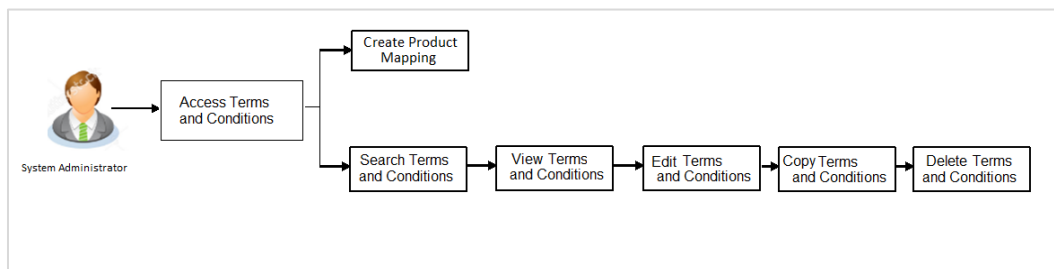 Create Product
Mapping
Access Terms
and Conditions
System Administrator
Search Terms
and Conditions
View Terms
and Conditions
Edit Terms
and Conditions
Copy Terms
and Conditions
Delete Terms
and Conditions